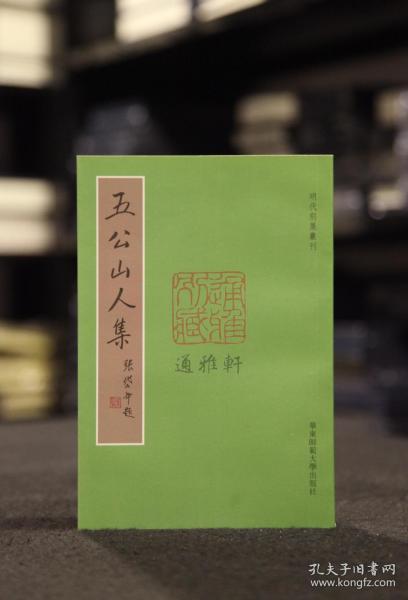 五公山人集
張岱年題
明代別集叢刊
通雅軒
華東師範大學出版社
孔夫子旧书网
www.kongfz.com